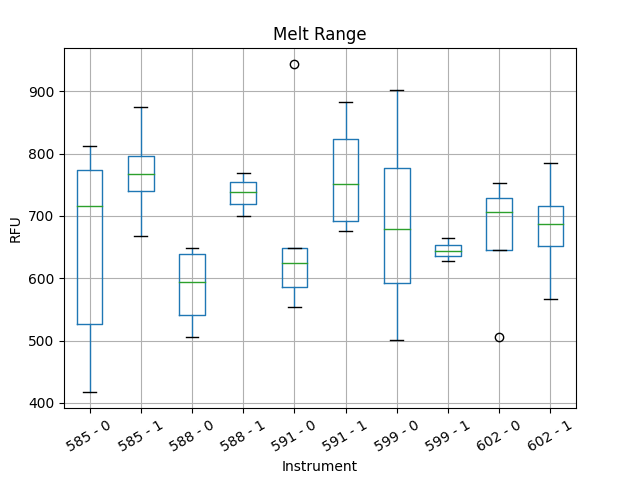 Melt Range
900
800
700
600
500
400
RFU
585 - 0
585 - 1
588 - 0
588 - 1
591 - 0
591 - 1
599 - 0
599 - 1
602 - 0
602 - 1
Instrument